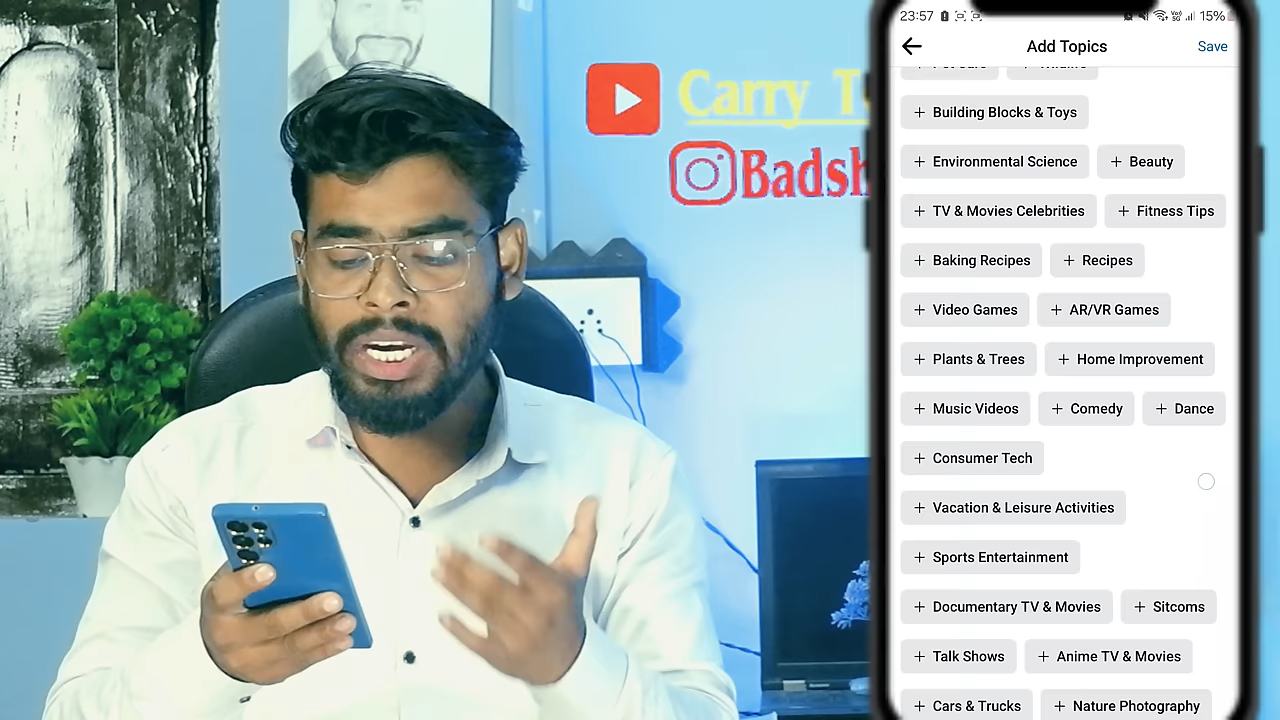 Carry T
Badsh
23:57
15%
Add Topics
Save
+ Building Blocks & Toys
+ Environmental Science
+ Beauty
+ TV & Movies Celebrities
+ Fitness Tips
+ Baking Recipes
+ Recipes
+ Video Games
+ AR/VR Games
+ Plants & Trees
+ Home Improvement
+ Music Videos
+ Comedy
+ Dance
+ Consumer Tech
+ Vacation & Leisure Activities
+ Sports Entertainment
+ Documentary TV & Movies
+ Sitcoms
+ Talk Shows
+ Anime TV & Movies
+ Cars & Trucks
+ Nature Photography